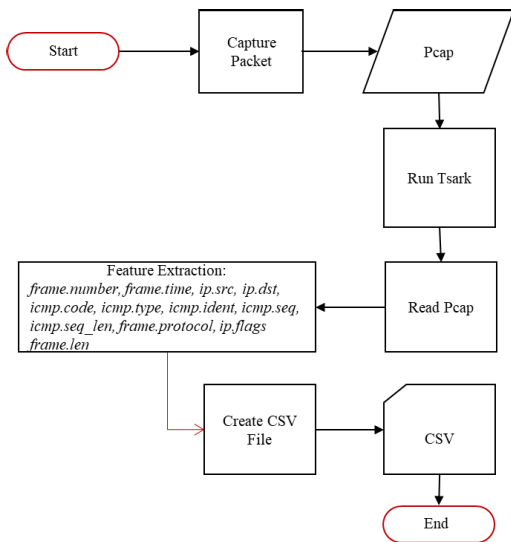 Start
Capture
Packet
Pcap
Run Tsark
Read Pcap
Feature Extraction:
frame.number, frame.time, ip.src, ip.dst,
icmp.code, icmp.type, icmp.ident, icmp.seq,
icmp.seq_len, frame.protocol, ip.flags
frame.len
Create CSV
File
CSV
End